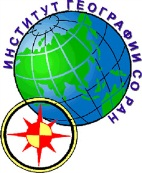 ИНСТИТУТ ГЕОГРАФИИ СО РАН